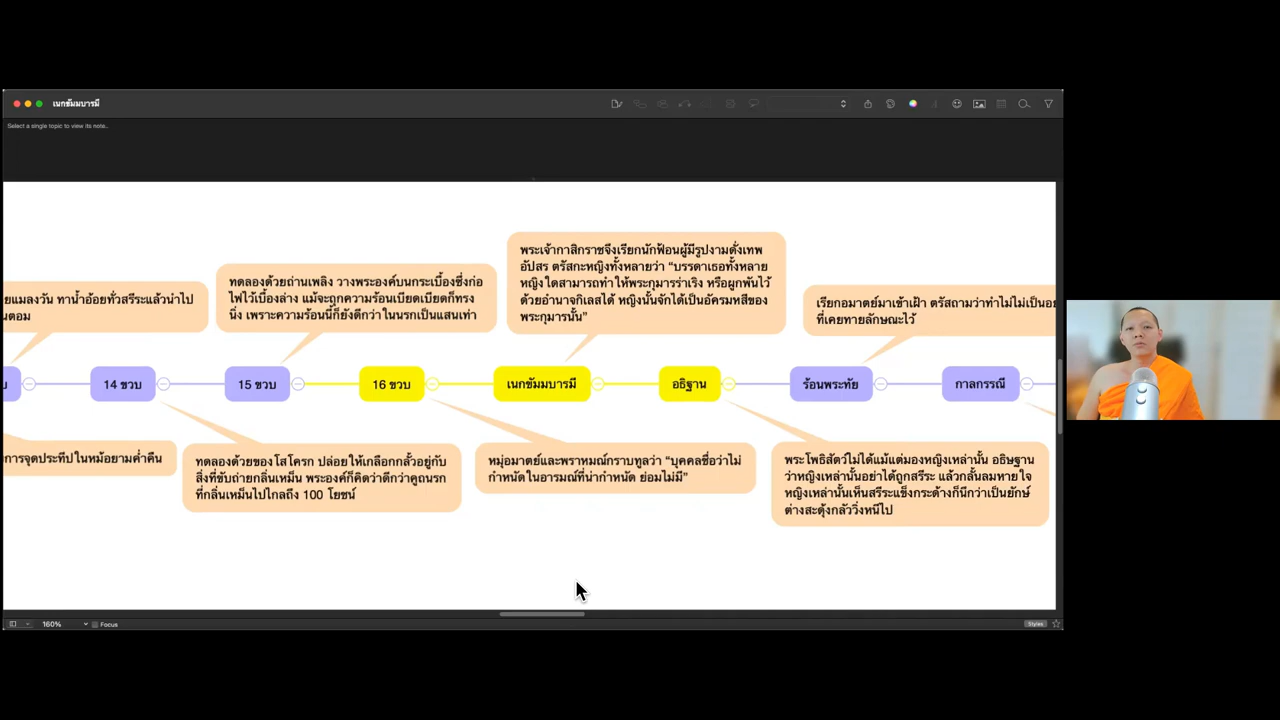 เนกขัมมบารมี
Select a single topic to view its note..
พระเจ้ากาสิกราชจึงเรียกนักฟ้อนผู้มีรูปงามดั่งเทพ
อัปสร ตรัสกะหญิงทั้งหลายว่า “บรรดาเธอทั้งหลาย
หญิงใดสามารถทำให้พระกุมารร่าเริง หรือผูกพันไว้
ด้วยอำนาจกิเลสได้ หญิงนั้นจักได้เป็นอัครมหสีของ
พระกุมารนั้น”
ทดลองด้วยถ่านเพลิง วางพระองค์บนกระเบื้องซึ่งก่อ
ไฟไว้เบื้องล่าง แม้จะถูกความร้อนเบียดเบียดก็ทรง
นิ่ง เพราะความร้อนนี้ก็ยังดีกว่าในนรกเป็นแสนเท่า
ยแมลงวัน ทาน้ำอ้อยทั่วสรีระแล้วนำไป
นตอม
เรียกอมาตย์มาเข้าเฝ้า ตรัสถามว่าทำไมไม่เป็นอย
ที่เคยทายลักษณะไว้
บ
14 ขวบ
15 ขวบ
16 ขวบ
เนกขัมมบารมี
อธิฐาน
ร้อนพระทัย
กาลกรรณี
งการจุดประทีปในหม้อยามค่ำคืน
ทดลองด้วยของโสโครก ปล่อยให้เกลือกกลั้วอยู่กับ
สิ่งที่ขับถ่ายกลิ่นเหม็น พระองค์ก็คิดว่าดีกว่าคูถนรก
ที่กลิ่นเหม็นไปไกลถึง 100 โยชน์
หมู่อมาตย์และพราหมณ์กราบทูลว่า “บุคคลชื่อว่าไม่
กำหนัดในอารมณ์ที่น่ากำหนัด ย่อมไม่มี”
พระโพธิสัตว์ไม่ได้แม้แต่มองหญิงเหล่านั้น อธิษฐาน
ว่าหญิงเหล่านั้นอย่าได้ถูกสรีระ แล้วกลั้นลมหายใจ
หญิงเหล่านั้นเห็นสรีระแข็งกระด้างก็นึกว่าเป็นยักษ์
ต่างสะดุ้งกลัววิ่งหนีไป
160%
Focus
Styles